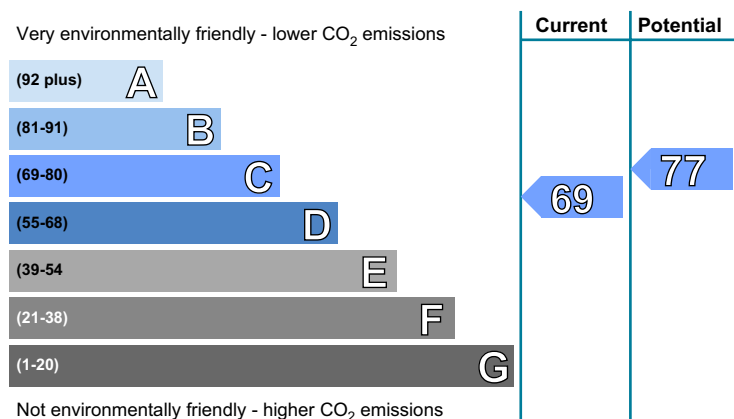 Very environmentally friendly - lower CO₂ emissions
Current
Potential
(92 plus) A
(81-91) B
(69-80) C
(55-68) D
(39-54 E
(21-38) F
(1-20) G
69
77
Not environmentally friendly - higher CO₂ emissions